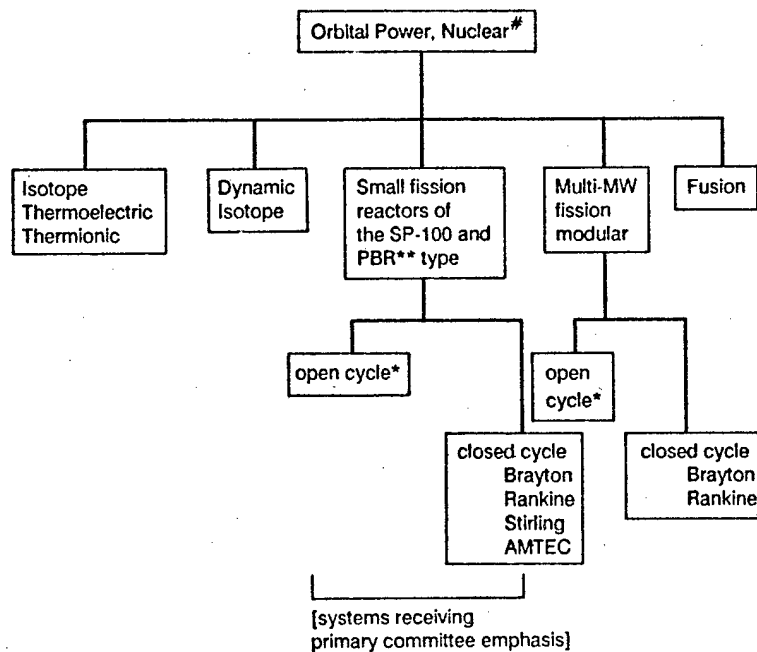 Orbital Power, Nuclear#
Isotope
Thermoelectric
Thermionic
Dynamic
Isotope
Small fission
reactors of
the SP-100 and
PBR** type
Multi-MW
fission
modular
Fusion
open cycle*
open
cycle*
closed cycle
Brayton
Rankine
Stirling
AMTEC
closed cycle
Brayton
Rankine
[systems receiving
primary committee emphasis]